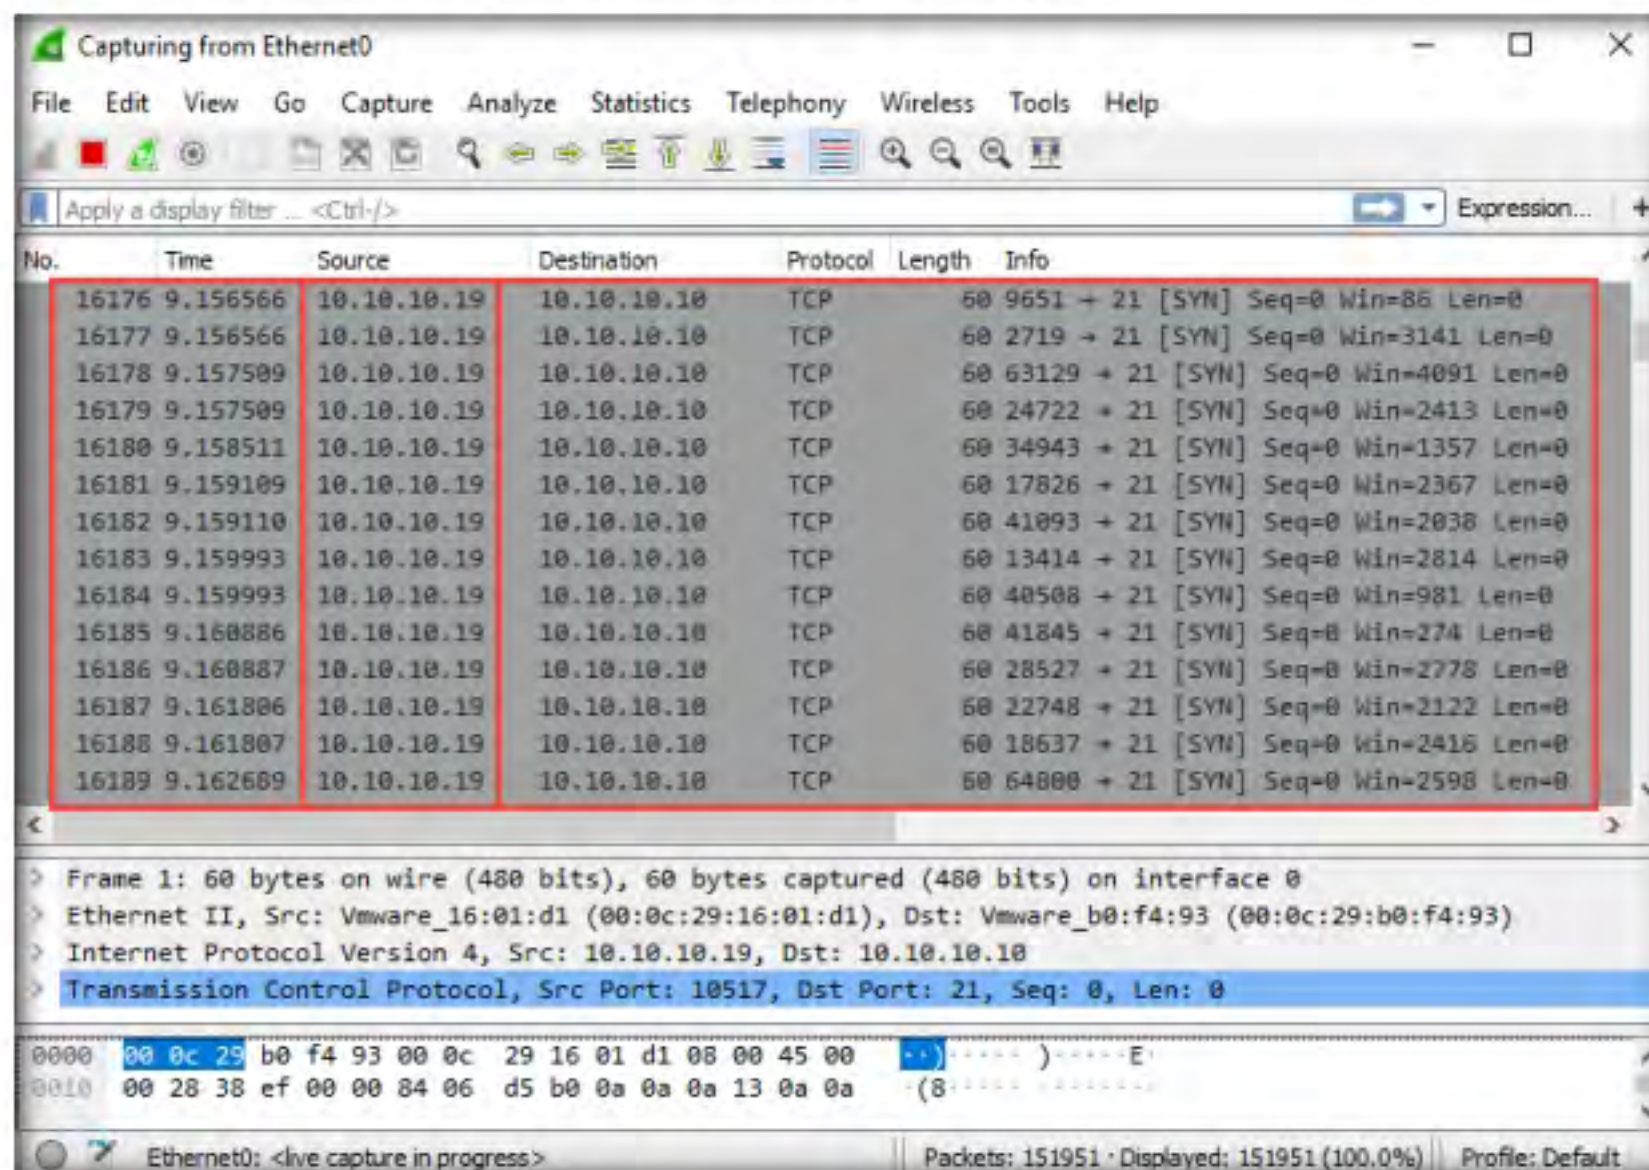 Capturing from Ethernet0
File Edit View Go Capture Analyze Statistics Telephony Wireless Tools Help
Apply a display filter ... <Ctrl-/> Expression... +
No. Time Source Destination Protocol Length Info
16176 9.156566 10.10.10.19 10.10.10.10 TCP 60 9651 → 21 [SYN] Seq=0 Win=86 Len=0
16177 9.156566 10.10.10.19 10.10.10.10 TCP 60 2719 → 21 [SYN] Seq=0 Win=3141 Len=0
16178 9.157509 10.10.10.19 10.10.10.10 TCP 60 63129 → 21 [SYN] Seq=0 Win=4091 Len=0
16179 9.157509 10.10.10.19 10.10.10.10 TCP 60 24722 → 21 [SYN] Seq=0 Win=2413 Len=0
16180 9.158511 10.10.10.19 10.10.10.10 TCP 60 34943 → 21 [SYN] Seq=0 Win=1357 Len=0
16181 9.159109 10.10.10.19 10.10.10.10 TCP 60 17826 → 21 [SYN] Seq=0 Win=2367 Len=0
16182 9.159110 10.10.10.19 10.10.10.10 TCP 60 41093 → 21 [SYN] Seq=0 Win=2038 Len=0
16183 9.159993 10.10.10.19 10.10.10.10 TCP 60 13414 → 21 [SYN] Seq=0 Win=2814 Len=0
16184 9.159993 10.10.10.19 10.10.10.10 TCP 60 40508 → 21 [SYN] Seq=0 Win=981 Len=0
16185 9.160886 10.10.10.19 10.10.10.10 TCP 60 41845 → 21 [SYN] Seq=0 Win=274 Len=0
16186 9.160887 10.10.10.19 10.10.10.10 TCP 60 28527 → 21 [SYN] Seq=0 Win=2778 Len=0
16187 9.161806 10.10.10.19 10.10.10.10 TCP 60 22748 → 21 [SYN] Seq=0 Win=2122 Len=0
16188 9.161807 10.10.10.19 10.10.10.10 TCP 60 18637 → 21 [SYN] Seq=0 Win=2416 Len=0
16189 9.162689 10.10.10.19 10.10.10.10 TCP 60 64800 → 21 [SYN] Seq=0 Win=2598 Len=0
> Frame 1: 60 bytes on wire (480 bits), 60 bytes captured (480 bits) on interface 0
> Ethernet II, Src: Vmware_16:01:d1 (00:0c:29:16:01:d1), Dst: Vmware_b0:f4:93 (00:0c:29:b0:f4:93)
> Internet Protocol Version 4, Src: 10.10.10.19, Dst: 10.10.10.10
> Transmission Control Protocol, Src Port: 10517, Dst Port: 21, Seq: 0, Len: 0
0000 00 0c 29 b0 f4 93 00 0c 29 16 01 d1 08 00 45 00 ··)····· )·····E·
0010 00 28 38 ef 00 00 84 06 d5 b0 0a 0a 0a 13 0a 0a ·(8····· ········
Ethernet0: <live capture in progress> Packets: 151951 · Displayed: 151951 (100.0%) Profile: Default